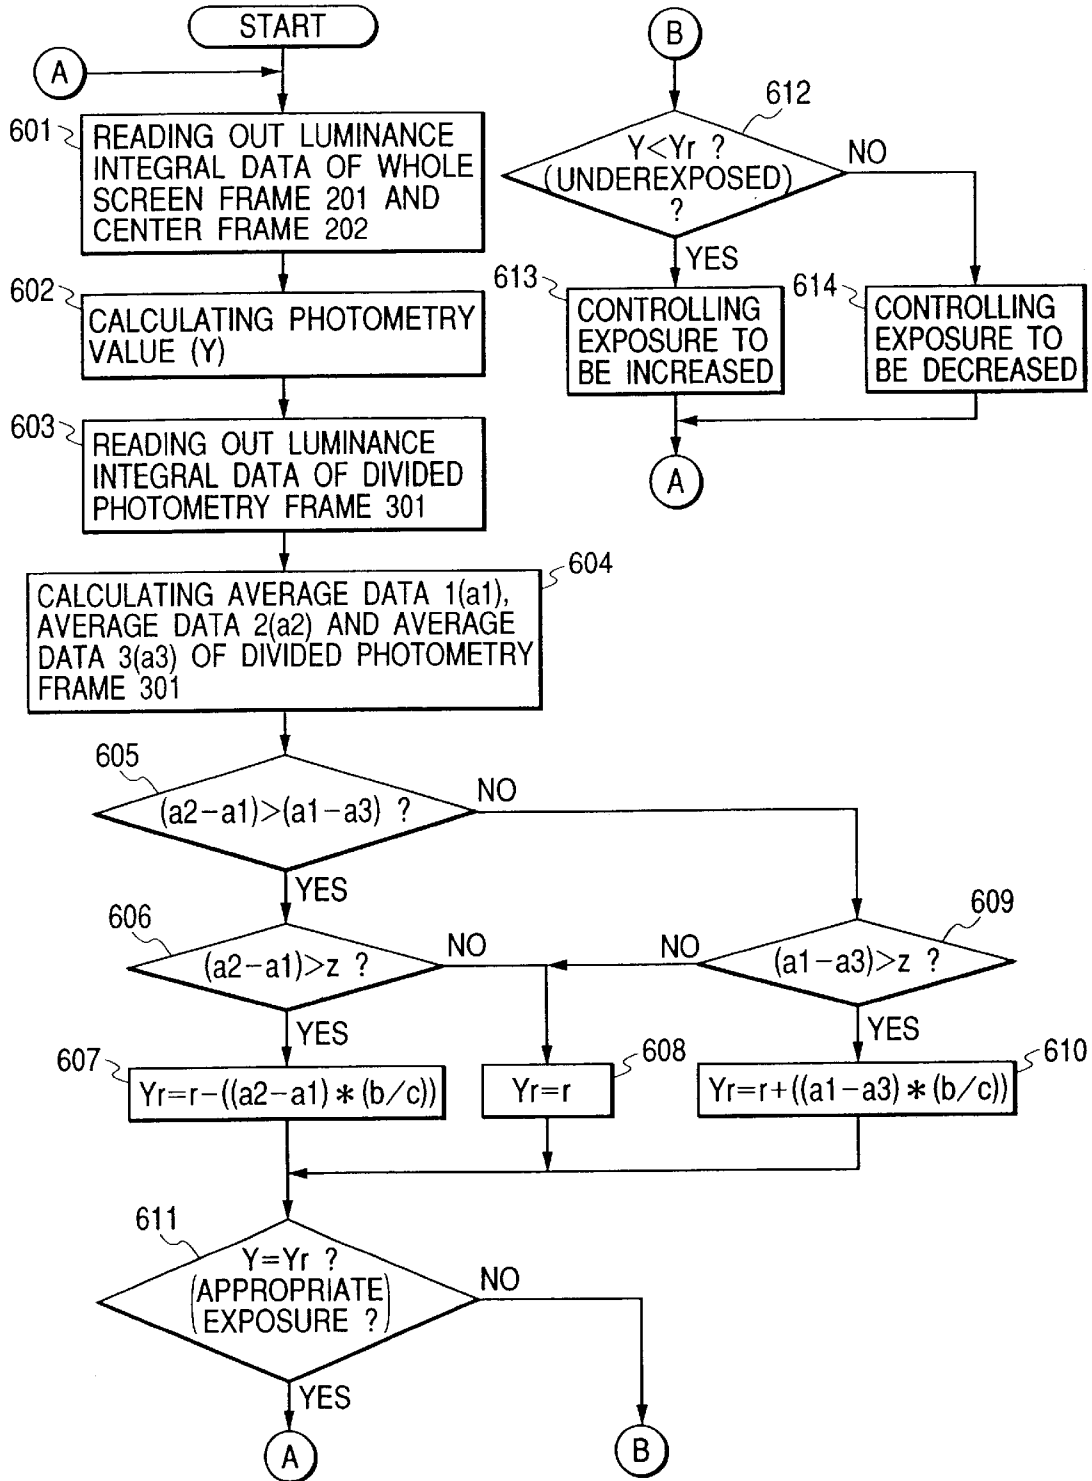 START
A
601
READING OUT LUMINANCE
INTEGRAL DATA OF WHOLE
SCREEN FRAME 201 AND
CENTER FRAME 202
602
CALCULATING PHOTOMETRY
VALUE (Y)
603
READING OUT LUMINANCE
INTEGRAL DATA OF DIVIDED
PHOTOMETRY FRAME 301
604
CALCULATING AVERAGE DATA 1(a1),
AVERAGE DATA 2(a2) AND AVERAGE
DATA 3(a3) OF DIVIDED PHOTOMETRY
FRAME 301
605
(a2-a1)>(a1-a3) ?
NO
YES
606
(a2-a1)>z ?
NO
YES
609
(a1-a3)>z ?
NO
YES
607
Yr=r-((a2-a1)*(b/c))
608
Yr=r
610
Yr=r+((a1-a3)*(b/c))
611
Y=Yr ?
(APPROPRIATE
EXPOSURE ?)
NO
YES
A
B
B
612
Y<Yr ?
(UNDEREXPOSED)
?
NO
YES
613
CONTROLLING
EXPOSURE TO
BE INCREASED
614
CONTROLLING
EXPOSURE TO
BE DECREASED
A